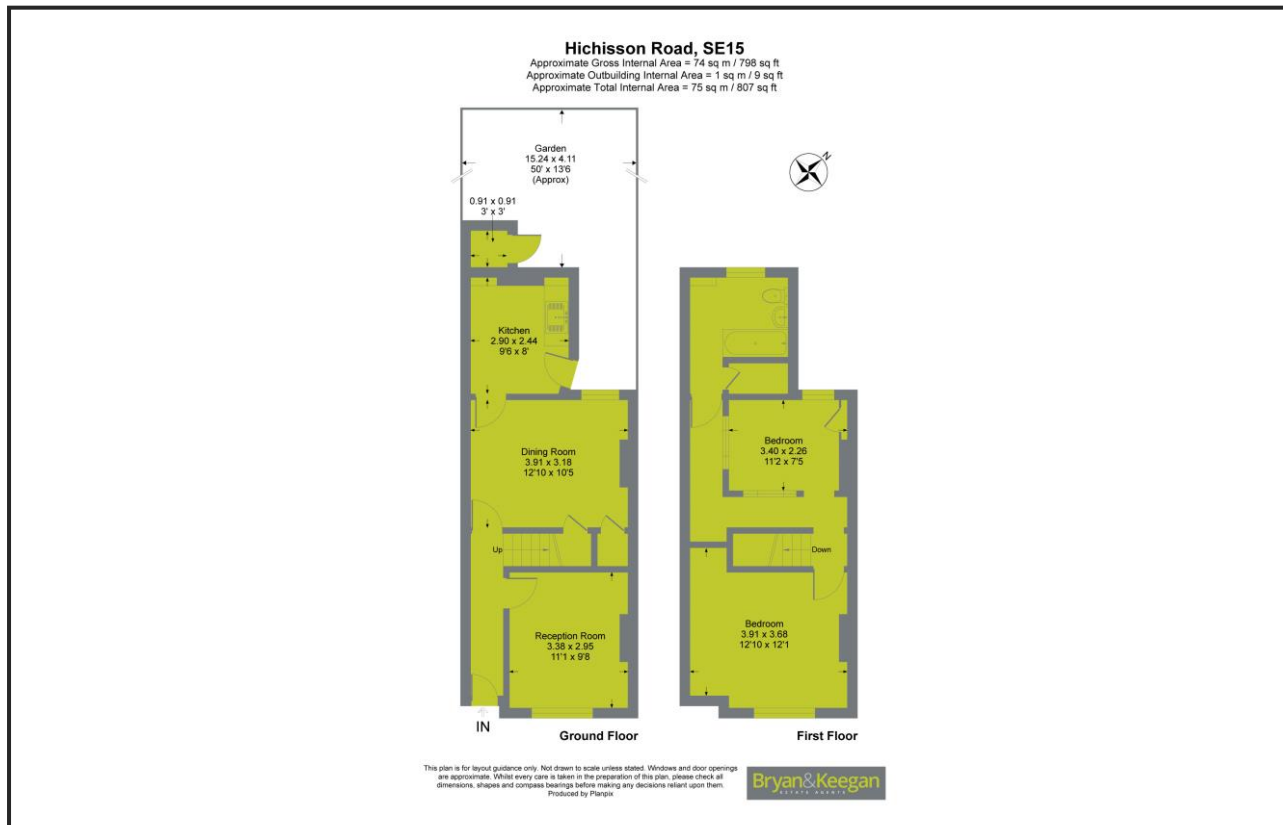 Hichisson Road, SE15
Approximate Gross Internal Area = 74 sq m / 798 sq ft
Approximate Outbuilding Internal Area = 1 sq m / 9 sq ft
Approximate Total Internal Area = 75 sq m / 807 sq ft
Garden
15.24 x 4.11
50' x 13'6
(Approx)
N
0.91 x 0.91
3' x 3'
Kitchen
2.90 x 2.44
9'6 x 8'
Dining Room
3.91 x 3.18
12'10 x 10'5
Up
Reception Room
3.38 x 2.95
11'1 x 9'8
IN
Ground Floor
Bedroom
3.40 x 2.26
11'2 x 7'5
Down
Bedroom
3.91 x 3.68
12'10 x 12'1
First Floor
This plan is for layout guidance only. Not drawn to scale unless stated. Windows and door openings
are approximate. Whilst every care is taken in the preparation of this plan, please check all
dimensions, shapes and compass bearings before making any decisions reliant upon them.
Produced by Planpix
Bryan&Keegan
ESTATE AGENTS